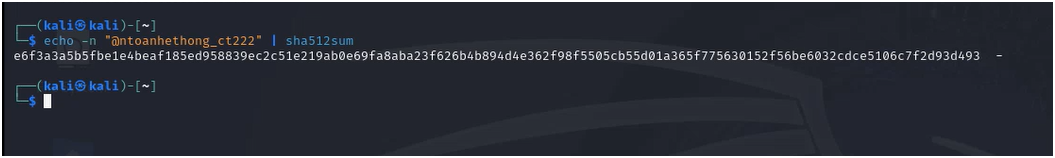 ┌──(kali㉿kali)-[~]
└─$ echo -n "@ntoanhethong_ct222" | sha512sum
e6f3a3a5b5fbe1e4beaf185ed958839ec2c51e219ab0e69fa8aba23f626b4b894d4e362f98f5505cb55d01a365f775630152f56be6032cdce5106c7f2d93d493  -
┌──(kali㉿kali)-[~]
└─$